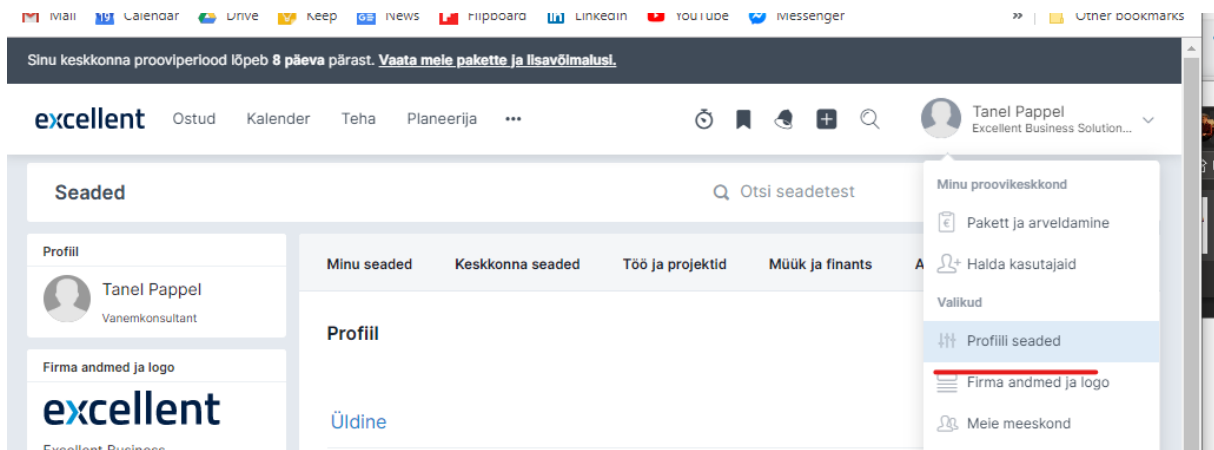 Mail Calendar Drive Keep News Flipboard LinkedIn YouTube Messenger » Other bookmarks
Sinu keskkonna prooviperiood lõpeb 8 päeva pärast. Vaata meie pakette ja lisavõimalusi.
excellent Ostud Kalender Teha Planeerija •••
Tanel Pappel
Excellent Business Solution...
Seaded
Otsi seadetest
Profiil
Tanel Pappel
Vanemkonsultant
Firma andmed ja logo
excellent
Excellent Business
Minu seaded Keskkonna seaded Töö ja projektid Müük ja finants A
Profiil
Üldine
Minu proovikeskkond
Pakett ja arveldamine
Halda kasutajaid
Valikud
Profiili seaded
Firma andmed ja logo
Meie meeskond